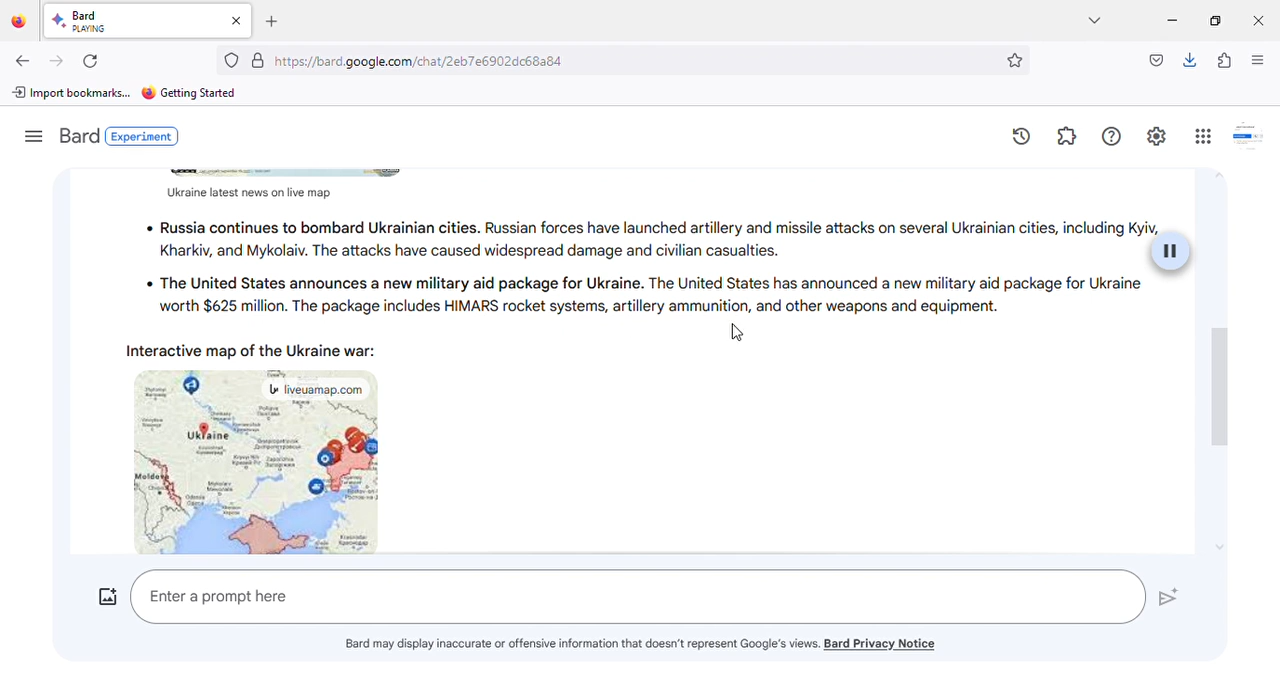 Bard
PLAYING
https://bard.google.com/chat/2eb7e6902dc68a84
Import bookmarks...
Getting Started
Bard
Experiment
Ukraine latest news on live map
• Russia continues to bombard Ukrainian cities. Russian forces have launched artillery and missile attacks on several Ukrainian cities, including Kyiv,
Kharkiv, and Mykolaiv. The attacks have caused widespread damage and civilian casualties.
• The United States announces a new military aid package for Ukraine. The United States has announced a new military aid package for Ukraine
worth $625 million. The package includes HIMARS rocket systems, artillery ammunition, and other weapons and equipment.
Interactive map of the Ukraine war:
liveuamap.com
Ukraine
Moldova
Enter a prompt here
Bard may display inaccurate or offensive information that doesn't represent Google's views. Bard Privacy Notice